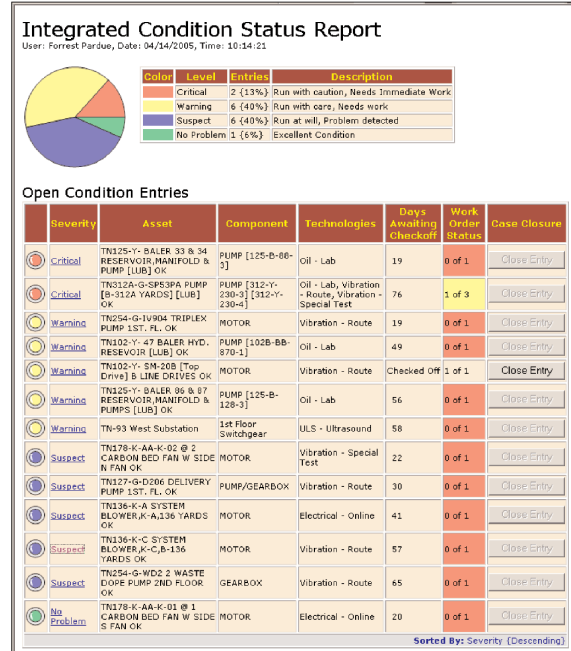 Integrated Condition Status Report
User: Forrest Pardue, Date: 04/14/2005, Time: 10:14:21
Color Level Entries Description
Critical 2 {13%} Run with caution, Needs Immediate Work
Warning 6 {40%} Run with care, Needs work
Suspect 6 {40%} Run at will, Problem detected
No Problem 1 {6%} Excellent Condition
Open Condition Entries
Severity Asset Component Technologies Days Awaiting Checkoff Work Order Status Case Closure
Critical TN125-Y- BALER 33 & 34 RESERVOIR,MANIFOLD & PUMP [LUB] OK PUMP [125-B-88-3] Oil - Lab 19 0 of 1 Close Entry
Critical TN312A-G-SP53PA PUMP [B-312A YARDS] [LUB] OK PUMP [312-Y-230-3] [312-Y-230-4] Oil - Lab, Vibration - Route, Vibration - Special Test 76 1 of 3 Close Entry
Warning TN254-G-IV904 TRIPLEX PUMP 1ST. FL. OK MOTOR Vibration - Route 19 0 of 1 Close Entry
Warning TN102-Y- 47 BALER HYD. RESEVOIR [LUB] OK PUMP [102B-BB-870-1] Oil - Lab 49 0 of 1 Close Entry
Warning TN102-Y- SM-20B [Top Drive] B LINE DRIVES OK MOTOR Vibration - Route Checked Off 1 of 1 Close Entry
Warning TN125-Y- BALER 86 & 87 RESERVOIR,MANIFOLD & PUMPS [LUB] OK PUMP [125-B-128-3] Oil - Lab 56 0 of 1 Close Entry
Warning TN-93 West Substation 1st Floor Switchgear ULS - Ultrasound 58 0 of 1 Close Entry
Suspect TN178-K-AA-K-02 @ 2 CARBON BED FAN W SIDE N FAN OK MOTOR Vibration - Special Test 22 0 of 1 Close Entry
Suspect TN127-G-D206 DELIVERY PUMP 1ST. FL. OK PUMP/GEARBOX Vibration - Route 30 0 of 1 Close Entry
Suspect TN136-K-A SYSTEM BLOWER,K-A,136 YARDS OK MOTOR Electrical - Online 41 0 of 1 Close Entry
Suspect TN136-K-C SYSTEM BLOWER,K-C,B-136 YARDS OK MOTOR Vibration - Route 57 0 of 1 Close Entry
Suspect TN254-G-WD2 2 WASTE DOPE PUMP 2ND FLOOR OK GEARBOX Vibration - Route 65 0 of 1 Close Entry
No Problem TN178-K-AA-K-01 @ 1 CARBON BED FAN W SIDE S FAN OK MOTOR Electrical - Online 20 0 of 1 Close Entry
Sorted By: Severity {Descending}